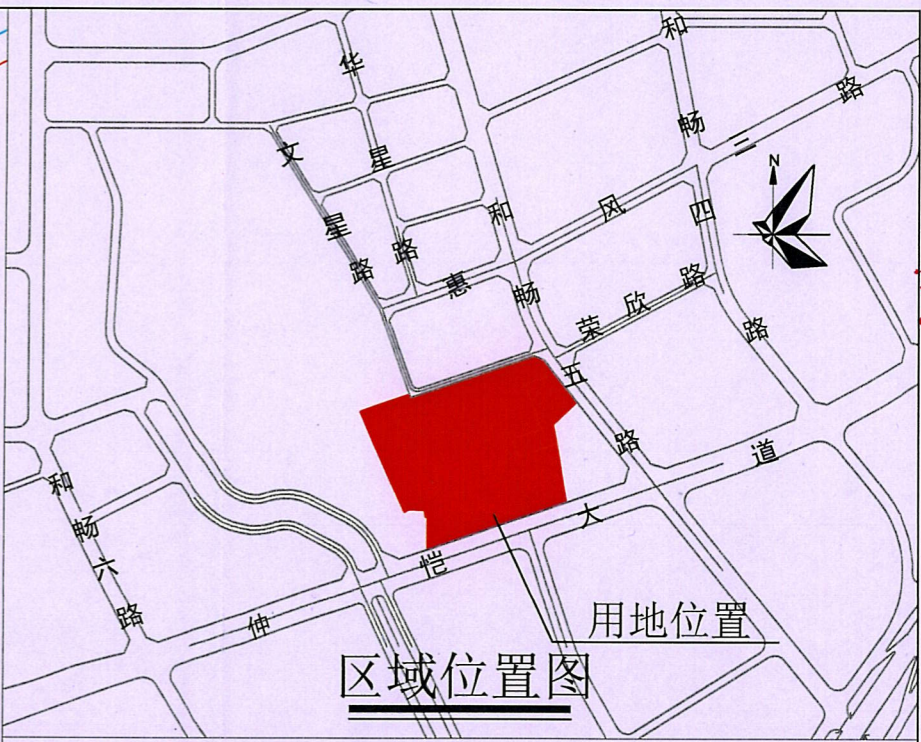 华星路
文星路
和畅四路
惠风二路
N
和畅五路
荣欣路
和畅六路
仲恺大道
用地位置
区域位置图